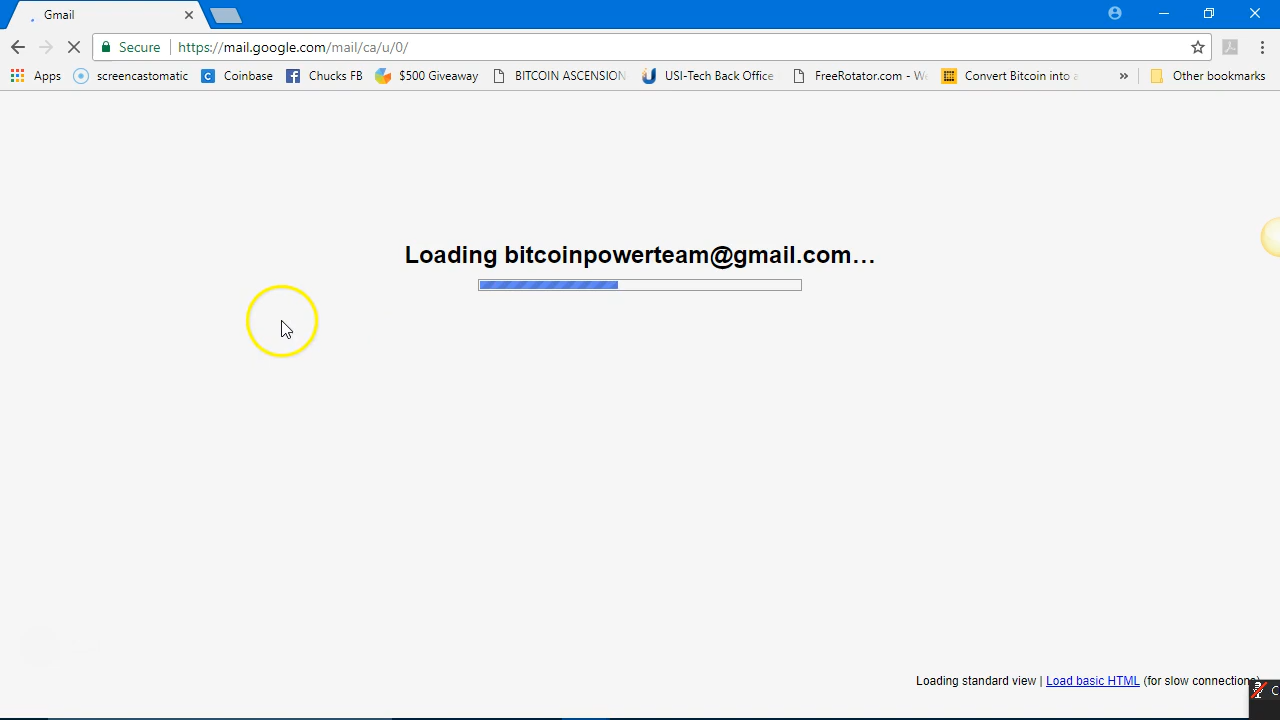 Gmail
Secure https://mail.google.com/mail/ca/u/0/
Apps screencastomatic Coinbase Chucks FB $500 Giveaway BITCOIN ASCENSION USI-Tech Back Office FreeRotator.com - We Convert Bitcoin into a » Other bookmarks
Loading bitcoinpowerteam@gmail.com…
Loading standard view | Load basic HTML (for slow connections)
C